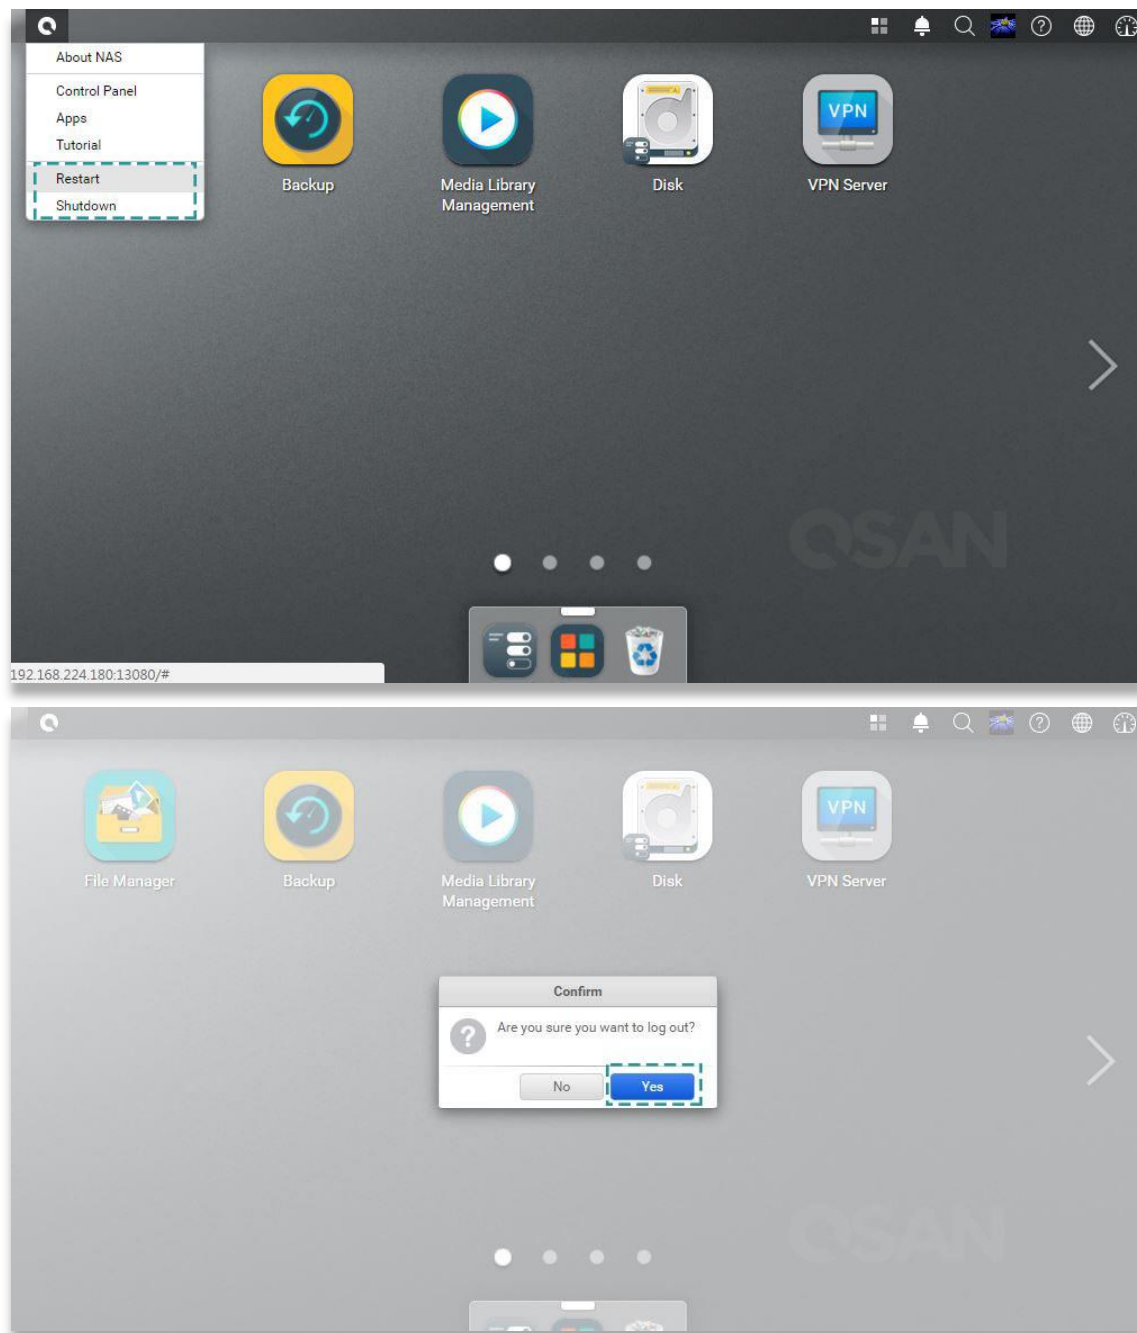 About NAS
Control Panel
Apps
Tutorial
Restart
Shutdown
Backup
Media Library
Management
Disk
VPN
VPN Server
QSAN
192.168.224.180:13080/#
File Manager
Backup
Media Library
Management
Disk
VPN
VPN Server
Confirm
Are you sure you want to log out?
No
Yes
QSAN